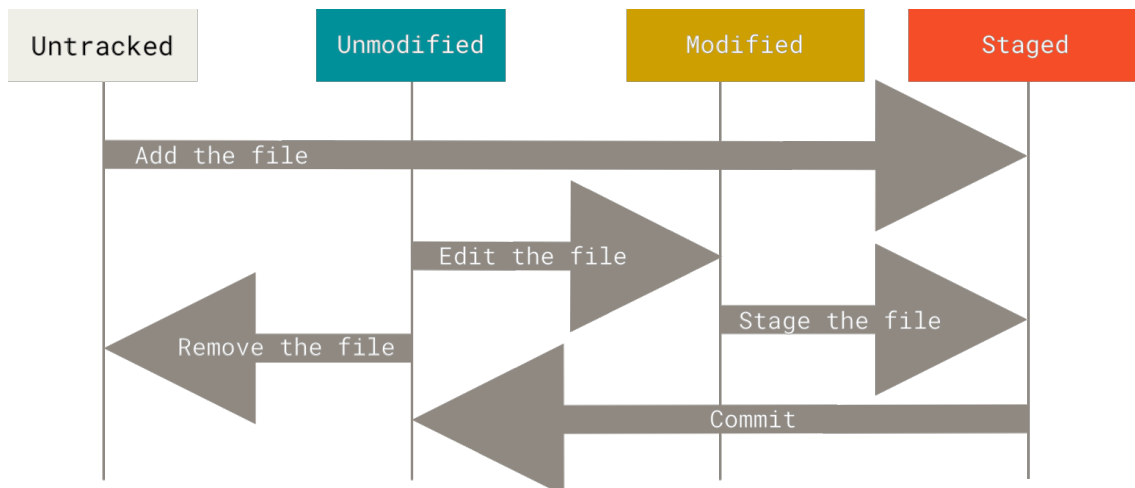 Untracked
Unmodified
Modified
Staged
Add the file
Edit the file
Stage the file
Remove the file
Commit